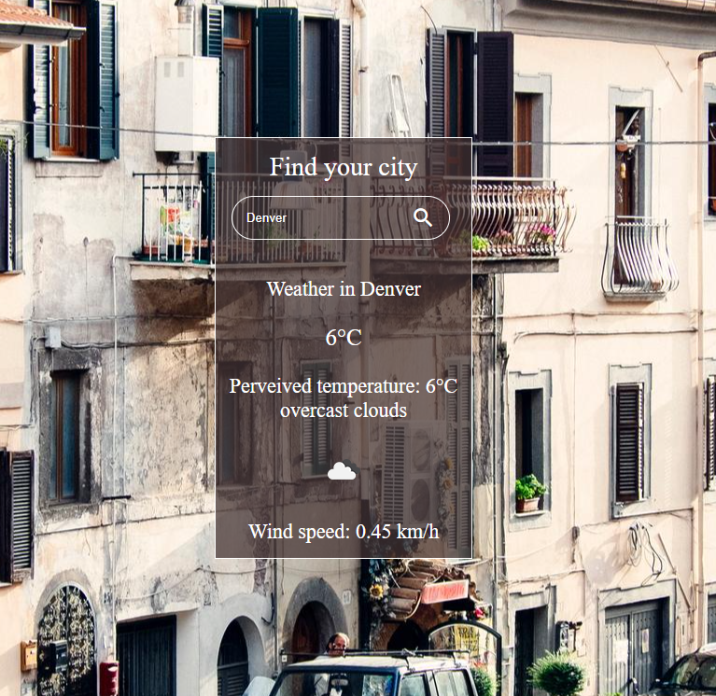 Find your city
Denver
Weather in Denver
6°C
Perveived temperature: 6°C
overcast clouds
Wind speed: 0.45 km/h